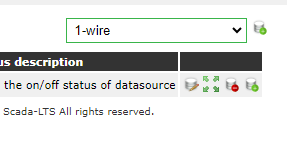 1-wire
us description
the on/off status of datasource
Scada-LTS All rights reserved.